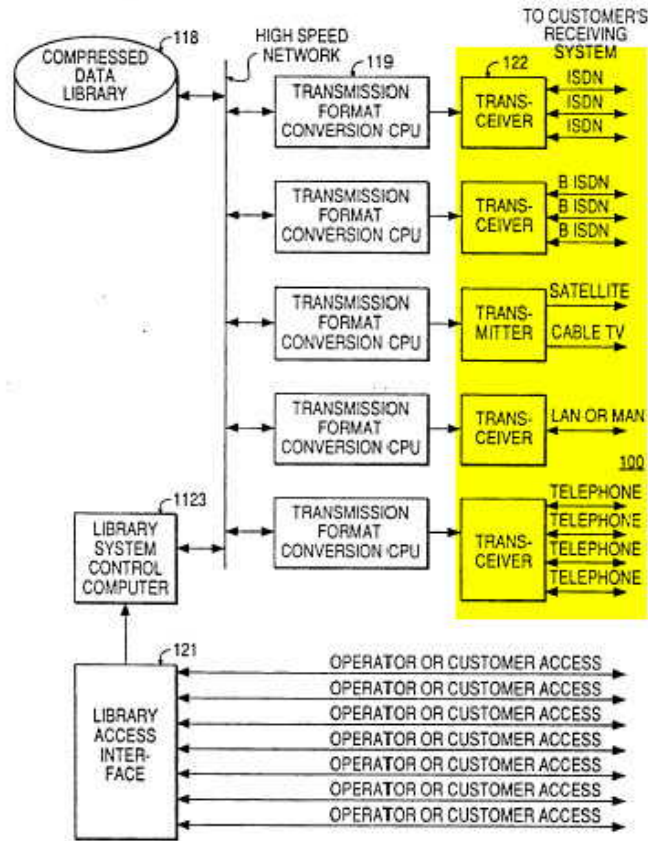 118
COMPRESSED
DATA
LIBRARY
HIGH SPEED
NETWORK
119
TRANSMISSION
FORMAT
CONVERSION CPU
122
TRANS-
CEIVER
TO CUSTOMER'S
RECEIVING
SYSTEM
ISDN
ISDN
ISDN
TRANSMISSION
FORMAT
CONVERSION CPU
TRANS-
CEIVER
B ISDN
B ISDN
B ISDN
TRANSMISSION
FORMAT
CONVERSION CPU
TRANS-
MITTER
SATELLITE
CABLE TV
TRANSMISSION
FORMAT
CONVERSION CPU
TRANS-
CEIVER
LAN OR MAN
100
1123
LIBRARY
SYSTEM
CONTROL
COMPUTER
TRANSMISSION
FORMAT
CONVERSION CPU
TRANS-
CEIVER
TELEPHONE
TELEPHONE
TELEPHONE
TELEPHONE
121
LIBRARY
ACCESS
INTER-
FACE
OPERATOR OR CUSTOMER ACCESS
OPERATOR OR CUSTOMER ACCESS
OPERATOR OR CUSTOMER ACCESS
OPERATOR OR CUSTOMER ACCESS
OPERATOR OR CUSTOMER ACCESS
OPERATOR OR CUSTOMER ACCESS
OPERATOR OR CUSTOMER ACCESS